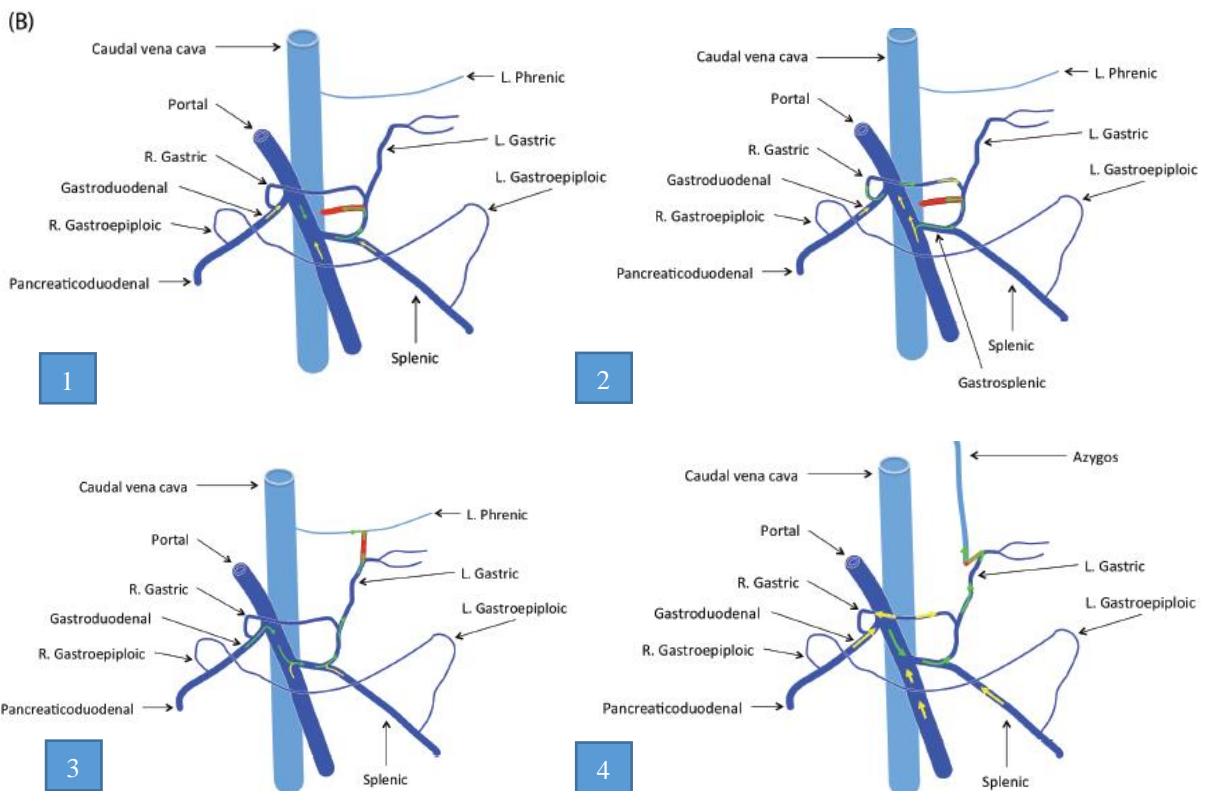 (B)
Caudal vena cava
L. Phrenic
Portal
L. Gastric
R. Gastric
L. Gastroepiploic
Gastroduodenal
R. Gastroepiploic
Pancreaticoduodenal
Splenic
1
Caudal vena cava
L. Phrenic
Portal
L. Gastric
R. Gastric
L. Gastroepiploic
Gastroduodenal
R. Gastroepiploic
Pancreaticoduodenal
Splenic
Gastrosplenic
2
Caudal vena cava
L. Phrenic
Portal
L. Gastric
R. Gastric
L. Gastroepiploic
Gastroduodenal
R. Gastroepiploic
Pancreaticoduodenal
Splenic
3
Azygos
Caudal vena cava
Portal
L. Gastric
R. Gastric
L. Gastroepiploic
Gastroduodenal
R. Gastroepiploic
Pancreaticoduodenal
Splenic
4